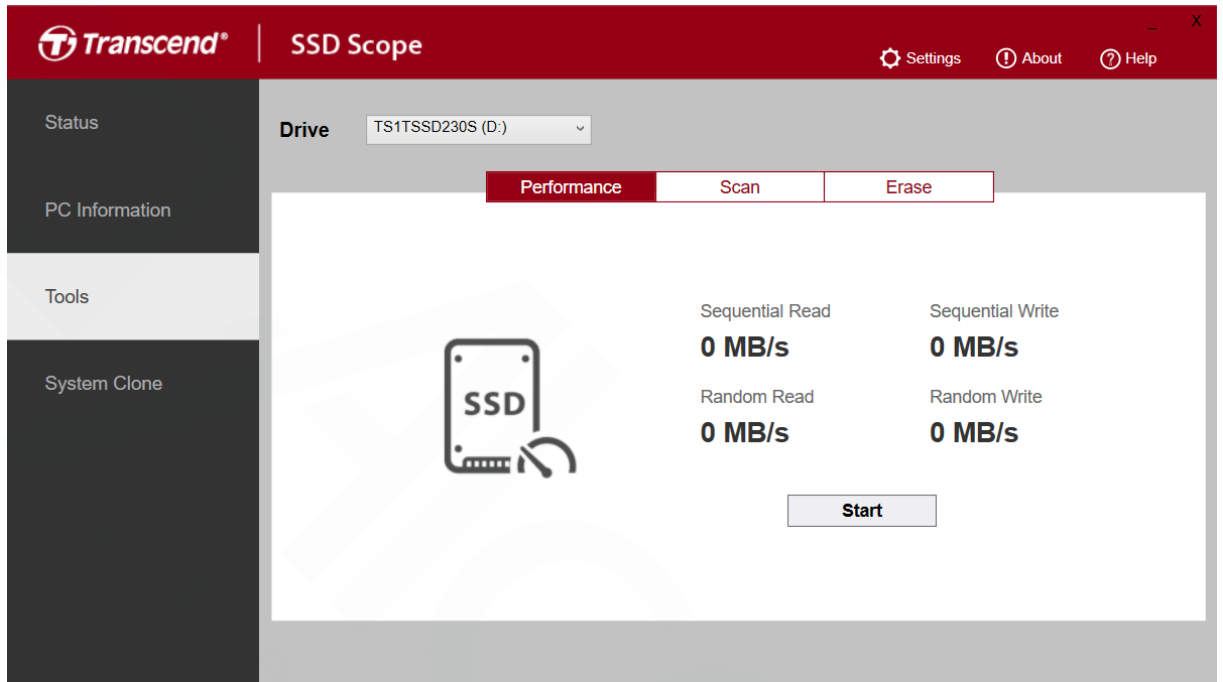 Transcend® SSD Scope
_ X
Settings About Help
Status
PC Information
Tools
System Clone
Drive TS1TSSD230S (D:)
Performance Scan Erase
SSD
Sequential Read Sequential Write
0 MB/s 0 MB/s
Random Read Random Write
0 MB/s 0 MB/s
Start